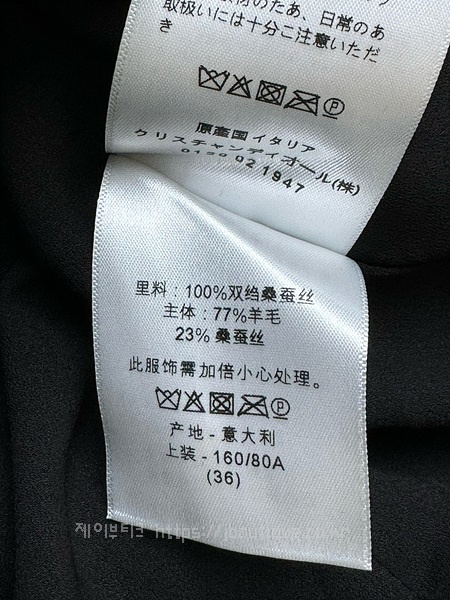 取扱いには十分ご注意いただ
き
P
原産国 イタリア
クリスチャンディオール(株)
02 1947
里料 : 100%双绉桑蚕丝
主体 : 77%羊毛
23% 桑蚕丝
此服饰需加倍小心处理。
P
产地 - 意大利
上装 - 160/80A
(36)
제이부티크 https://